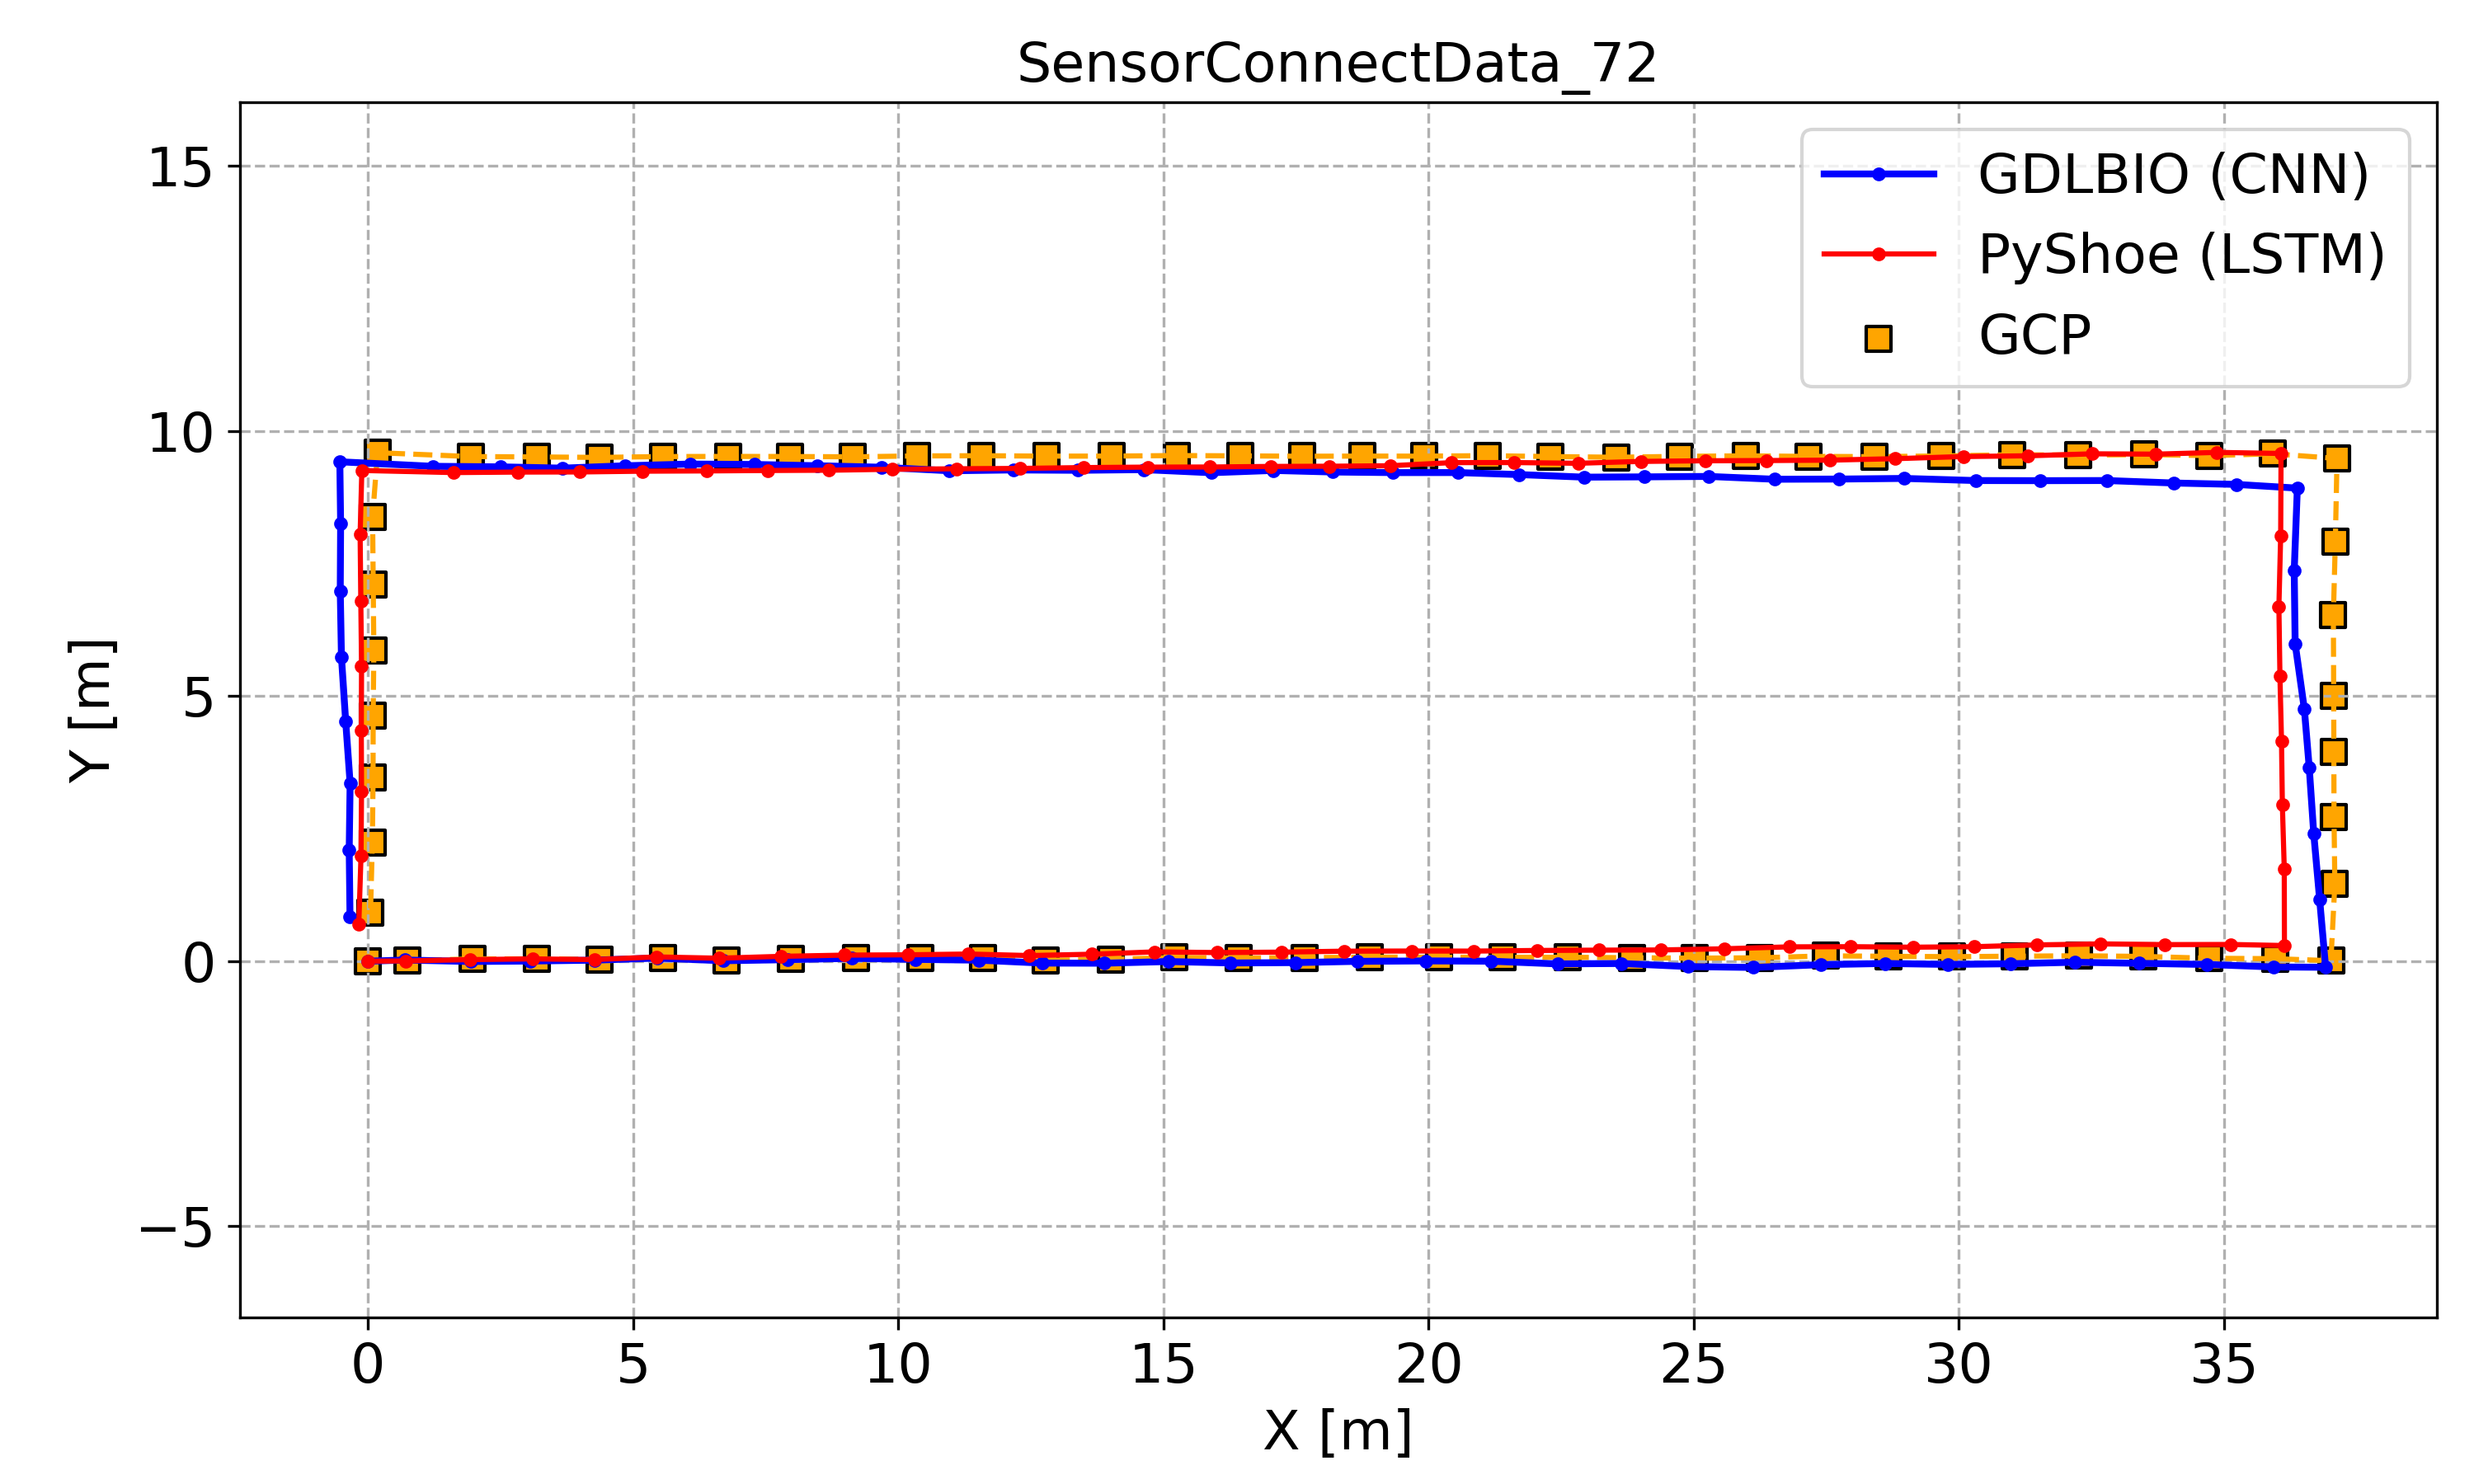 SensorConnectData_72
GDLBIO (CNN)
PyShoe (LSTM)
GCP
15
10
5
0
−5
Y [m]
0 5 10 15 20 25 30 35
X [m]